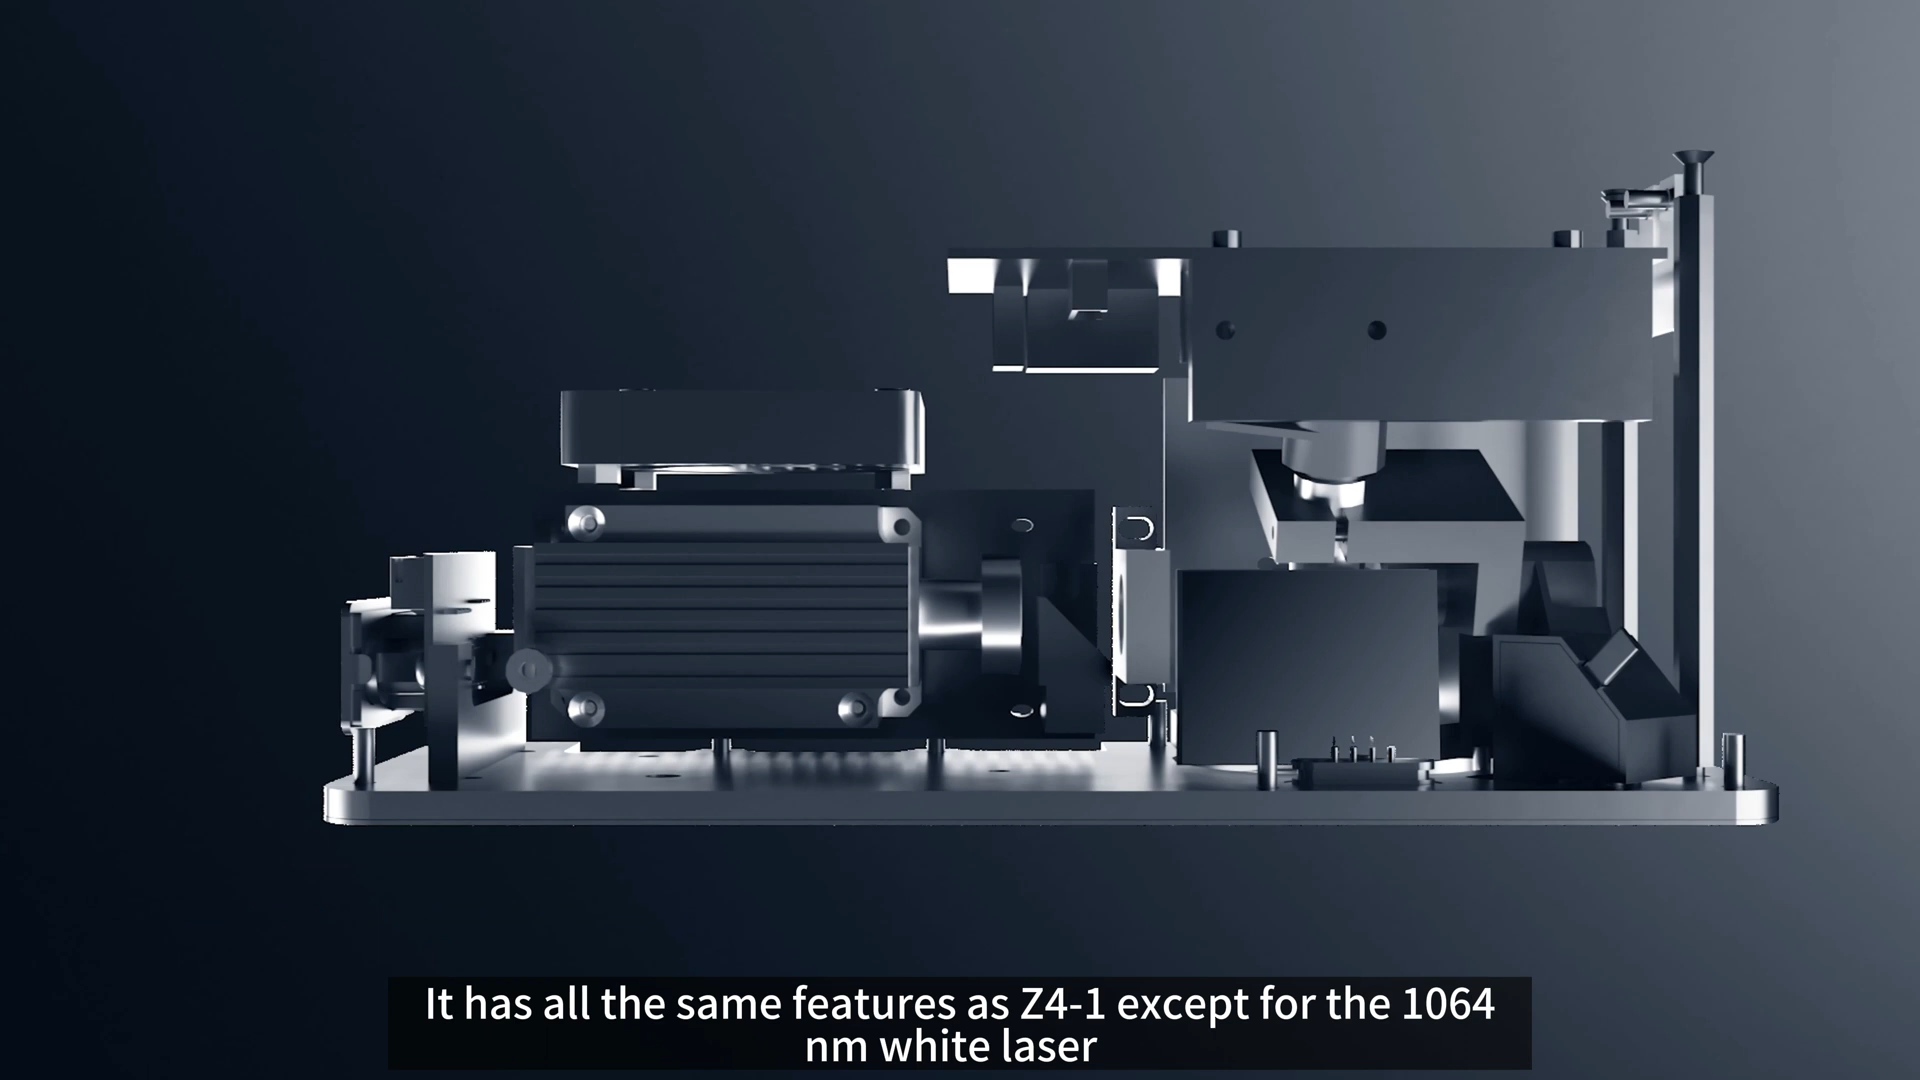 It has all the same features as Z4-1 except for the 1064
nm white laser